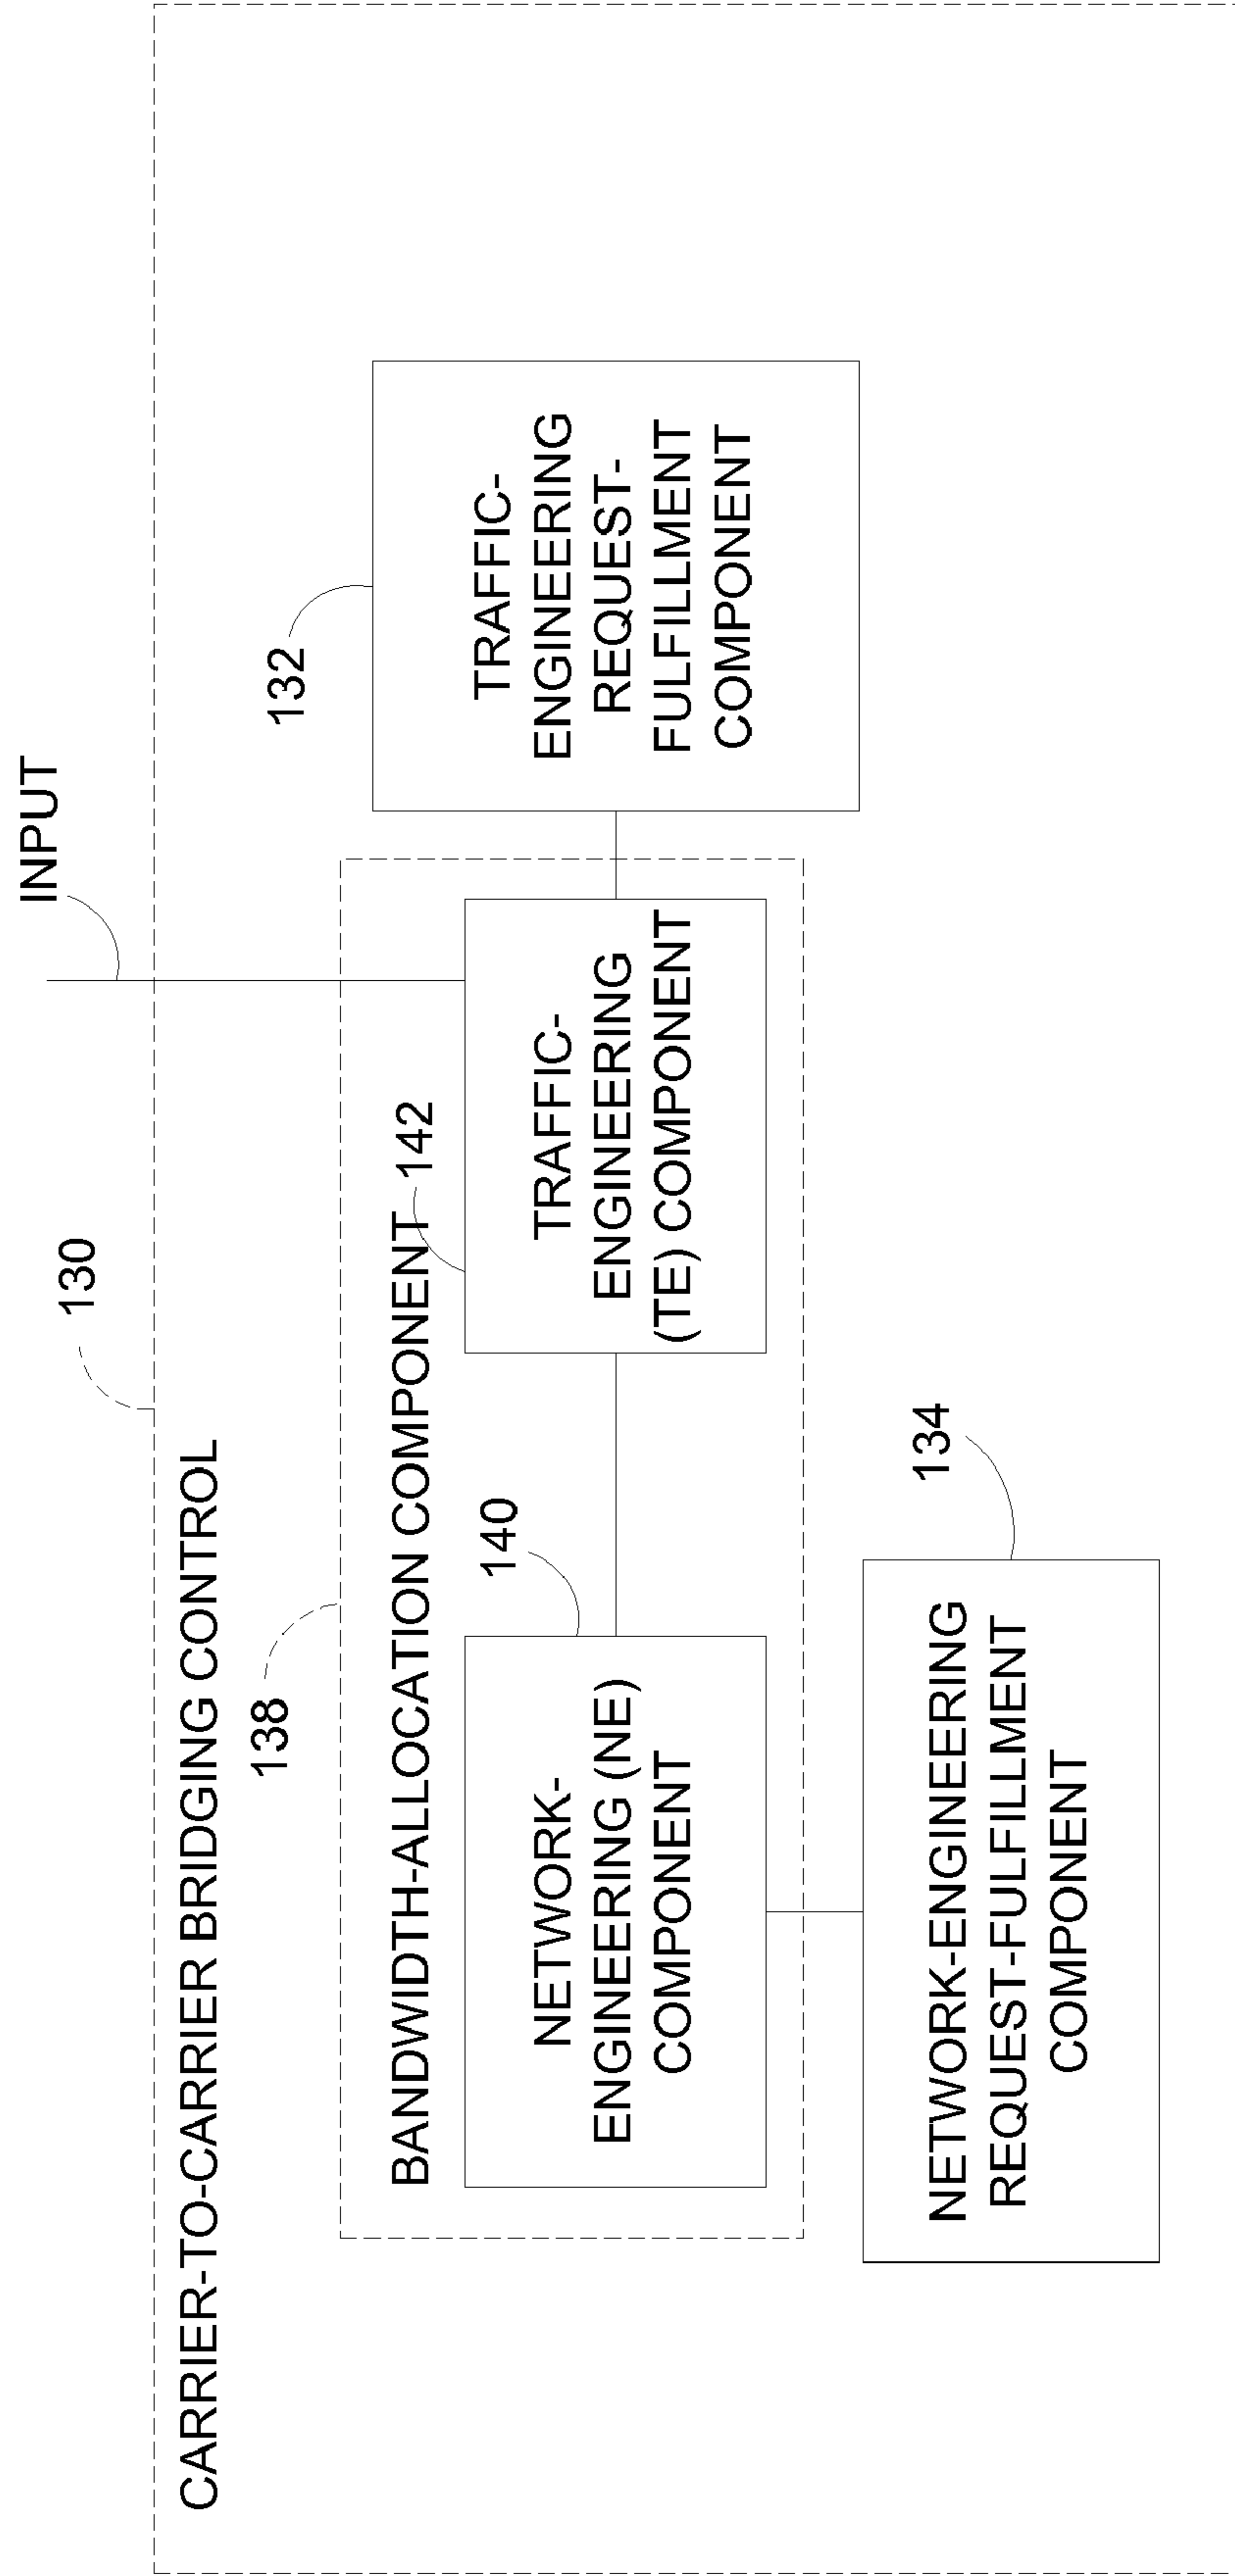 INPUT
130
CARRIER-TO-CARRIER BRIDGING CONTROL
138
132
BANDWIDTH-ALLOCATION COMPONENT
142
140
NETWORK-
ENGINEERING (NE)
COMPONENT
TRAFFIC-
ENGINEERING
(TE) COMPONENT
TRAFFIC-
ENGINEERING
REQUEST-
FULFILLMENT
COMPONENT
134
NETWORK-ENGINEERING
REQUEST-FULFILLMENT
COMPONENT